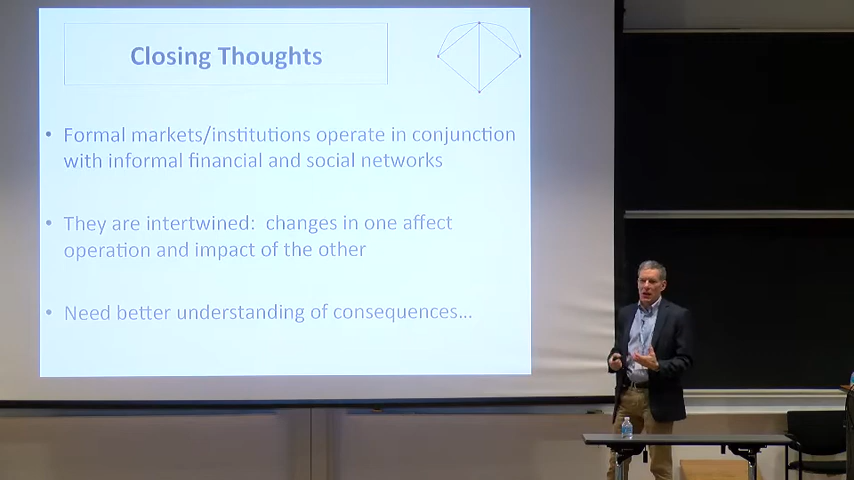 Closing Thoughts
• Formal markets/institutions operate in conjunction
with informal financial and social networks
• They are intertwined: changes in one affect
operation and impact of the other
• Need better understanding of consequences...